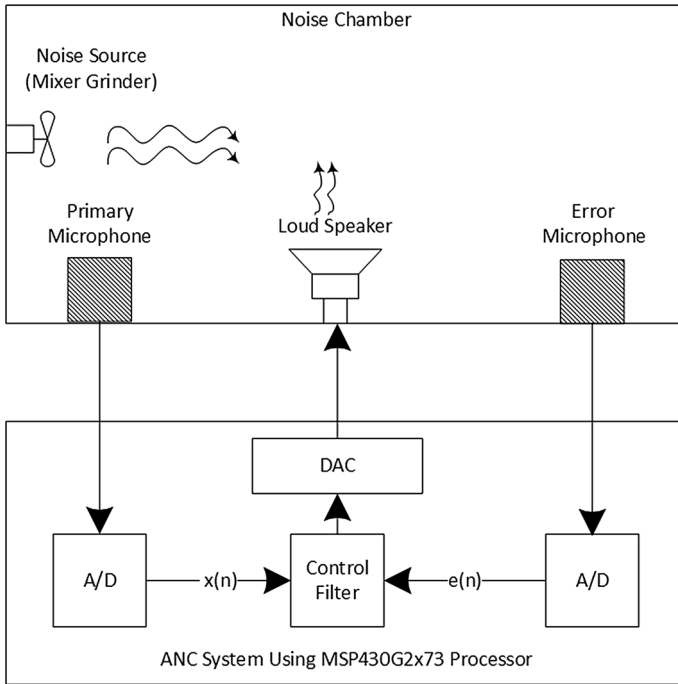 Noise Chamber
Noise Source
(Mixer Grinder)
Primary
Microphone
Loud Speaker
Error
Microphone
DAC
A/D
x(n)
Control
Filter
e(n)
A/D
ANC System Using MSP430G2x73 Processor